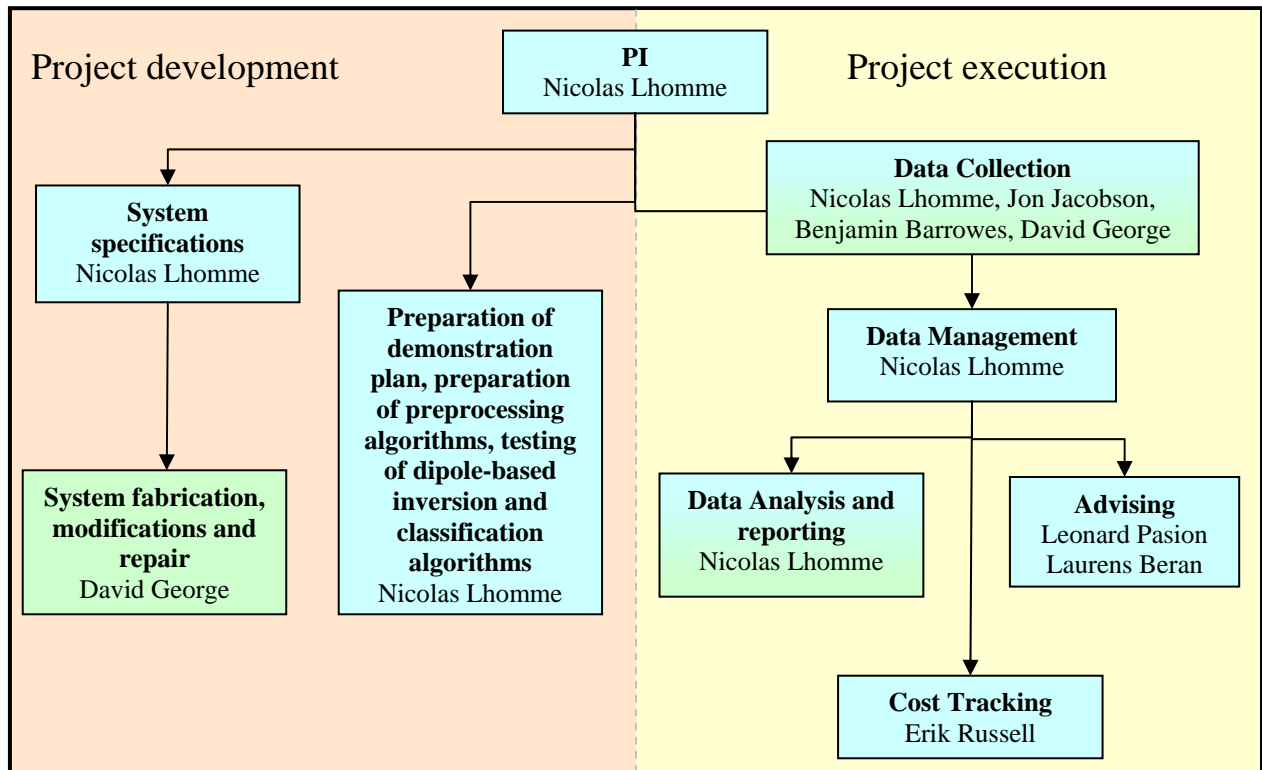 Project development
PI
Nicolas Lhomme
Project execution
System
specifications
Nicolas Lhomme
System fabrication,
modifications and
repair
David George
Preparation of
demonstration
plan, preparation
of preprocessing
algorithms, testing
of dipole-based
inversion and
classification
algorithms
Nicolas Lhomme
Data Collection
Nicolas Lhomme, Jon Jacobson,
Benjamin Barrowes, David George
Data Management
Nicolas Lhomme
Data Analysis and
reporting
Nicolas Lhomme
Advising
Leonard Pasion
Laurens Beran
Cost Tracking
Erik Russell